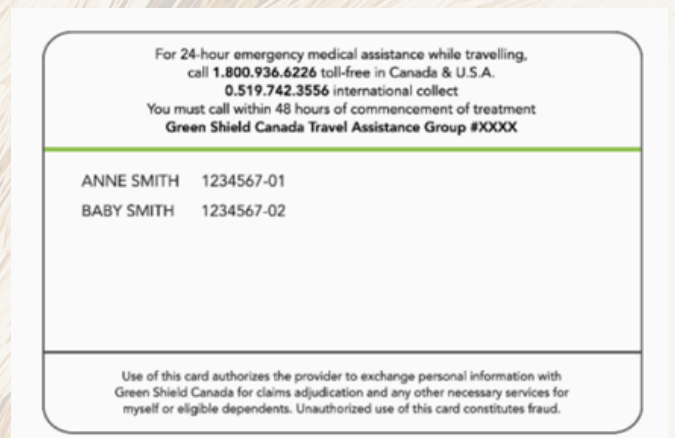 For 24-hour emergency medical assistance while travelling,
call 1.800.936.6226 toll-free in Canada & U.S.A.
0.519.742.3556 international collect
You must call within 48 hours of commencement of treatment
Green Shield Canada Travel Assistance Group #XXXX
ANNE SMITH 1234567-01
BABY SMITH 1234567-02
Use of this card authorizes the provider to exchange personal information with
Green Shield Canada for claims adjudication and any other necessary services for
myself or eligible dependents. Unauthorized use of this card constitutes fraud.